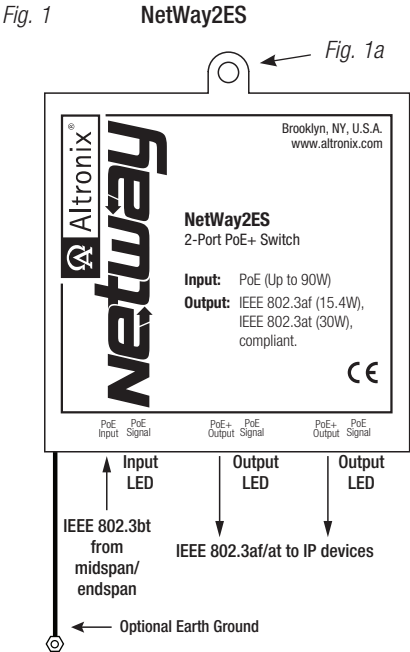 Fig. 1
NetWay2ES
Fig. 1a
Altronix®
Netway
Brooklyn, NY, U.S.A.
www.altronix.com
NetWay2ES
2-Port PoE+ Switch
Input: PoE (Up to 90W)
Output: IEEE 802.3af (15.4W),
IEEE 802.3at (30W),
compliant.
CE
PoE Input
PoE Signal
PoE+ Output
PoE Signal
PoE+ Output
PoE Signal
Input
LED
Output
LED
Output
LED
IEEE 802.3bt
from
midspan/
endspan
IEEE 802.3af/at to IP devices
Optional Earth Ground